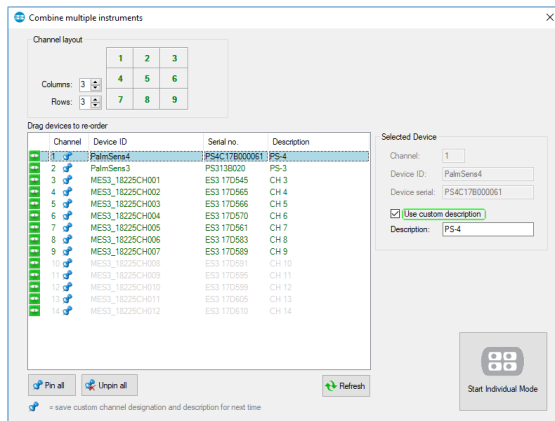 Combine multiple instruments
Channel layout
1 2 3
4 5 6
7 8 9
Columns: 3
Rows: 3
Drag devices to re-order
Channel Device ID Serial no. Description
1 PalmSens4 PS4C17B000061 PS-4
2 PalmSens3 PS313B020 PS-3
3 MES3_18225CH001 ES3 17D545 CH 3
4 MES3_18225CH002 ES3 17D565 CH 4
5 MES3_18225CH003 ES3 17D566 CH 5
6 MES3_18225CH004 ES3 17D570 CH 6
7 MES3_18225CH005 ES3 17D561 CH 7
8 MES3_18225CH006 ES3 17D583 CH 8
9 MES3_18225CH007 ES3 17D589 CH 9
10 MES3_18225CH008 ES3 17D591 CH 10
11 MES3_18225CH009 ES3 17D595 CH 11
12 MES3_18225CH010 ES3 17D599 CH 12
13 MES3_18225CH011 ES3 17D605 CH 13
14 MES3_18225CH012 ES3 17D610 CH 14
Selected Device
Channel: 1
Device ID: PalmSens4
Device serial: PS4C17B000061
Use custom description
Description: PS-4
Pin all Unpin all Refresh
Start Individual Mode
= save custom channel designation and description for next time